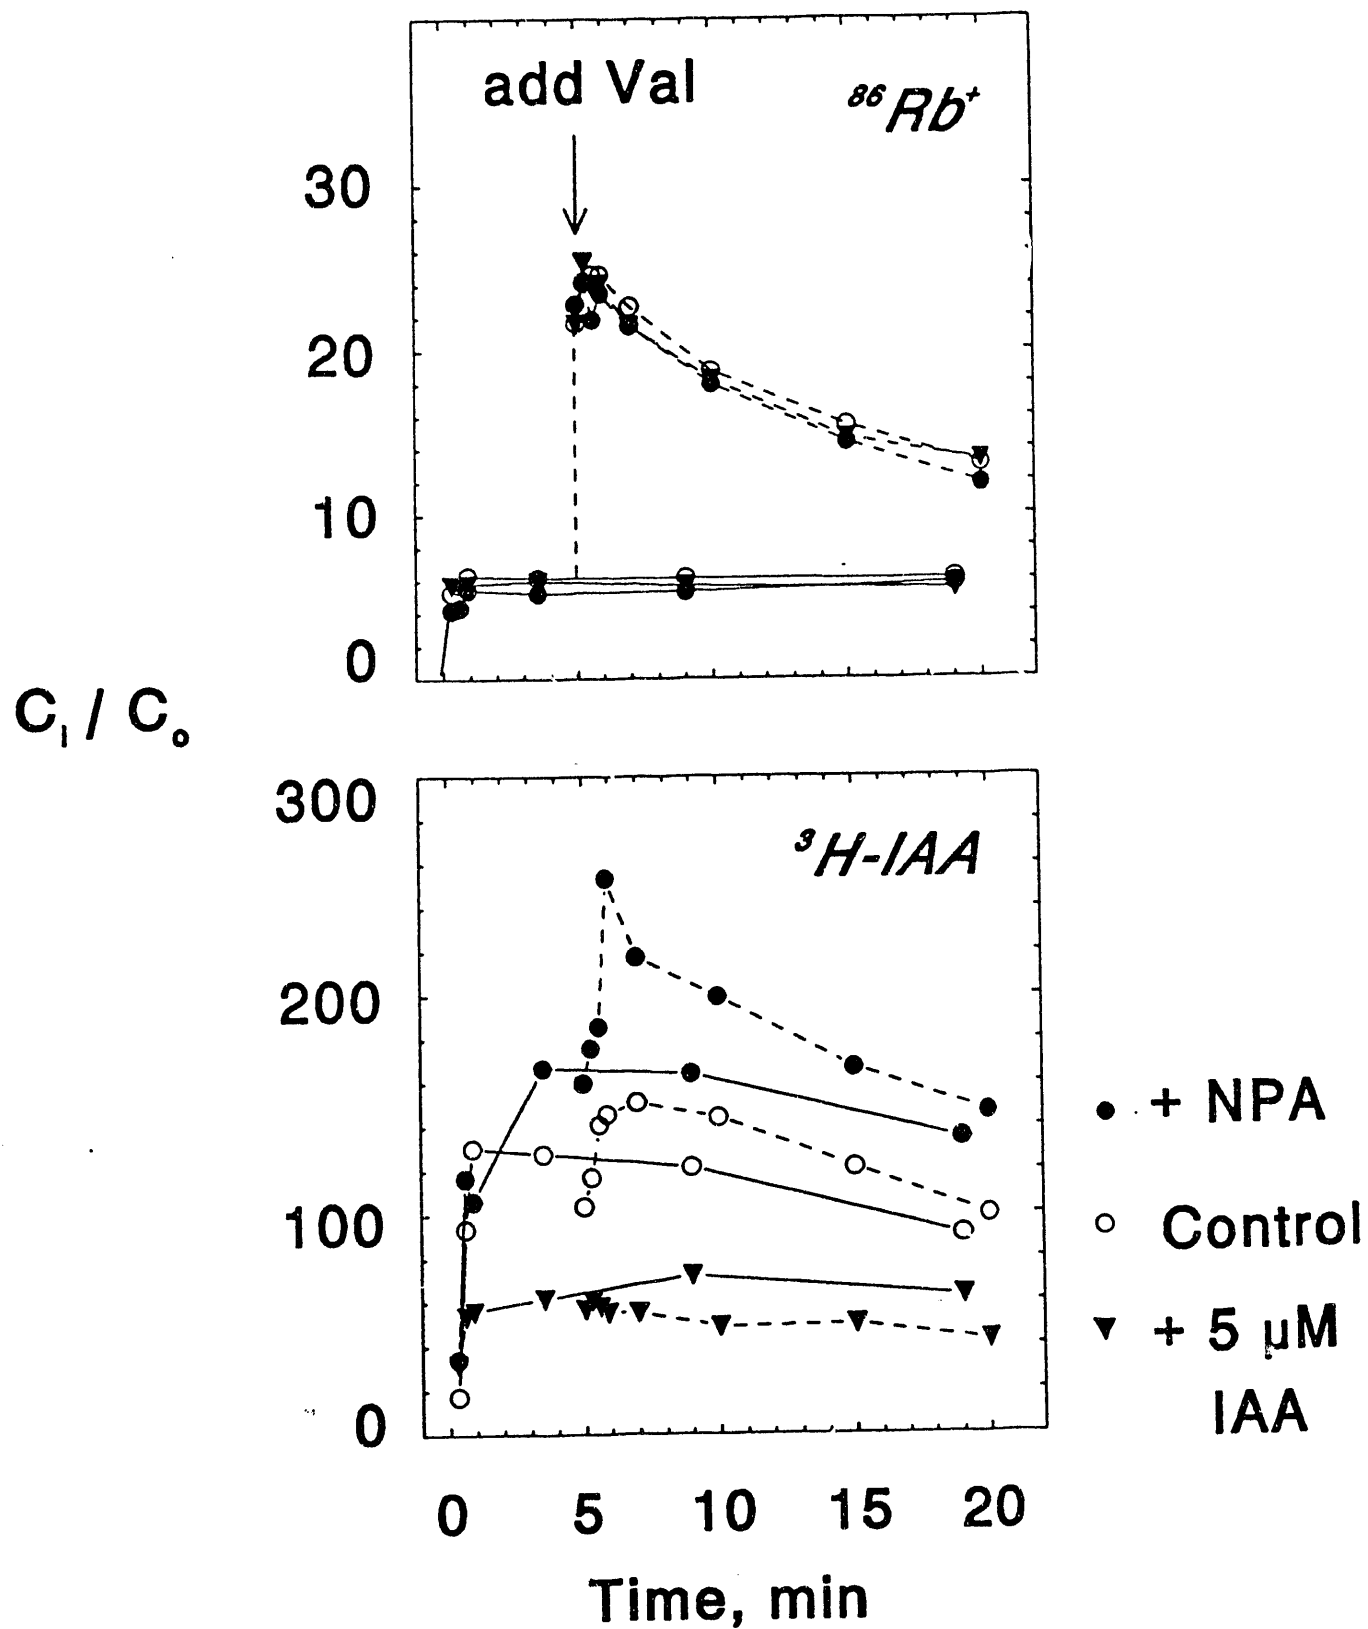 add Val
⁸⁶Rb⁺
30
20
10
0
Cᵢ / Cₒ
300
³H-IAA
200
100
0
+ NPA
Control
+ 5 µM
IAA
0 5 10 15 20
Time, min